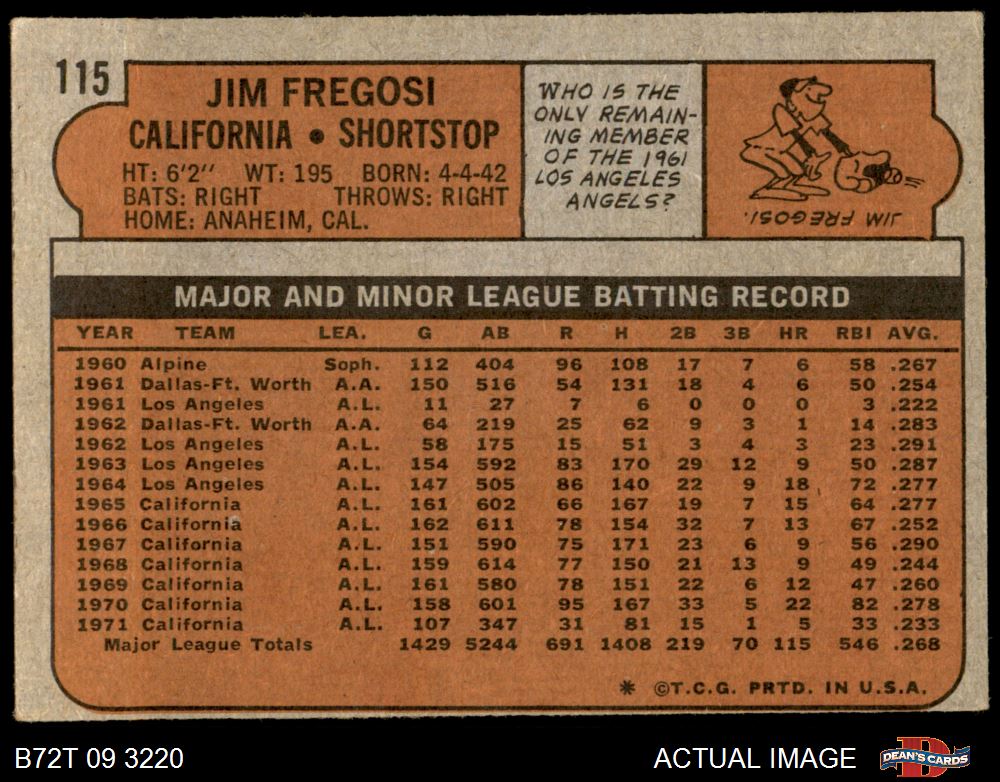 115
JIM FREGOSI
CALIFORNIA • SHORTSTOP
HT: 6'2" WT: 195 BORN: 4-4-42
BATS: RIGHT THROWS: RIGHT
HOME: ANAHEIM, CAL.
WHO IS THE
ONLY REMAIN-
ING MEMBER
OF THE 1961
LOS ANGELES
ANGELS?
JIM FREGOSI.
MAJOR AND MINOR LEAGUE BATTING RECORD
YEAR TEAM LEA. G AB R H 2B 3B HR RBI AVG.
1960 Alpine Soph. 112 404 96 108 17 7 6 58 .267
1961 Dallas-Ft. Worth A.A. 150 516 54 131 18 4 6 50 .254
1961 Los Angeles A.L. 11 27 7 6 0 0 0 3 .222
1962 Dallas-Ft. Worth A.A. 64 219 25 62 9 3 1 14 .283
1962 Los Angeles A.L. 58 175 15 51 3 4 3 23 .291
1963 Los Angeles A.L. 154 592 83 170 29 12 9 50 .287
1964 Los Angeles A.L. 147 505 86 140 22 9 18 72 .277
1965 California A.L. 161 602 66 167 19 7 15 64 .277
1966 California A.L. 162 611 78 154 32 7 13 67 .252
1967 California A.L. 151 590 75 171 23 6 9 56 .290
1968 California A.L. 159 614 77 150 21 13 9 49 .244
1969 California A.L. 161 580 78 151 22 6 12 47 .260
1970 California A.L. 158 601 95 167 33 5 22 82 .278
1971 California A.L. 107 347 31 81 15 1 5 33 .233
Major League Totals 1429 5244 691 1408 219 70 115 546 .268
* ©T.C.G. PRTD. IN U.S.A.
B72T 09 3220
ACTUAL IMAGE
DEAN'S CARDS